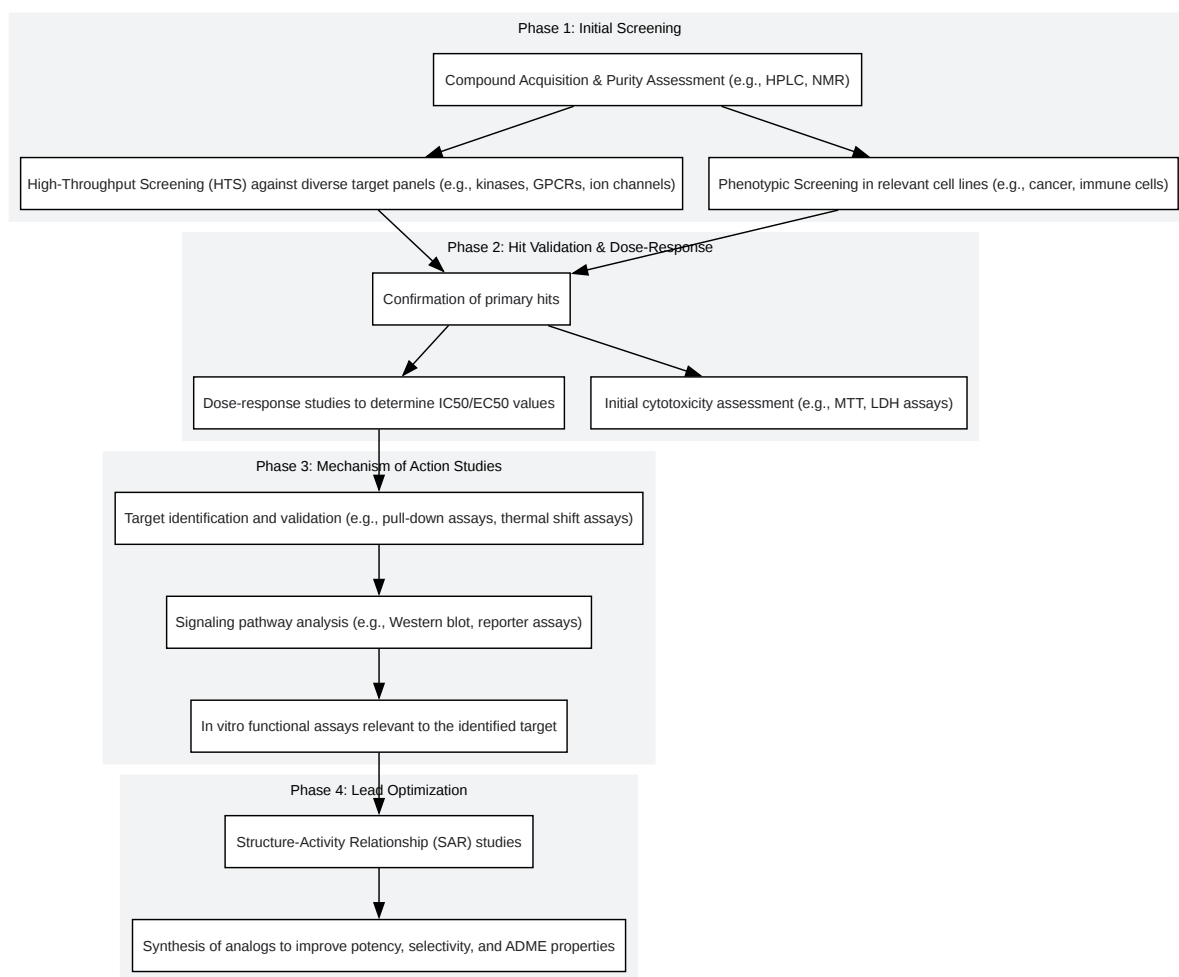 Phase 1: Initial Screening
Compound Acquisition & Purity Assessment (e.g., HPLC, NMR)
High-Throughput Screening (HTS) against diverse target panels (e.g., kinases, GPCRs, ion channels)
Phenotypic Screening in relevant cell lines (e.g., cancer, immune cells)
Phase 2: Hit Validation & Dose-Response
Confirmation of primary hits
Dose-response studies to determine IC50/EC50 values
Initial cytotoxicity assessment (e.g., MTT, LDH assays)
Phase 3: Mechanism of Action Studies
Target identification and validation (e.g., pull-down assays, thermal shift assays)
Signaling pathway analysis (e.g., Western blot, reporter assays)
In vitro functional assays relevant to the identified target
Phase 4: Lead Optimization
Structure-Activity Relationship (SAR) studies
Synthesis of analogs to improve potency, selectivity, and ADME properties